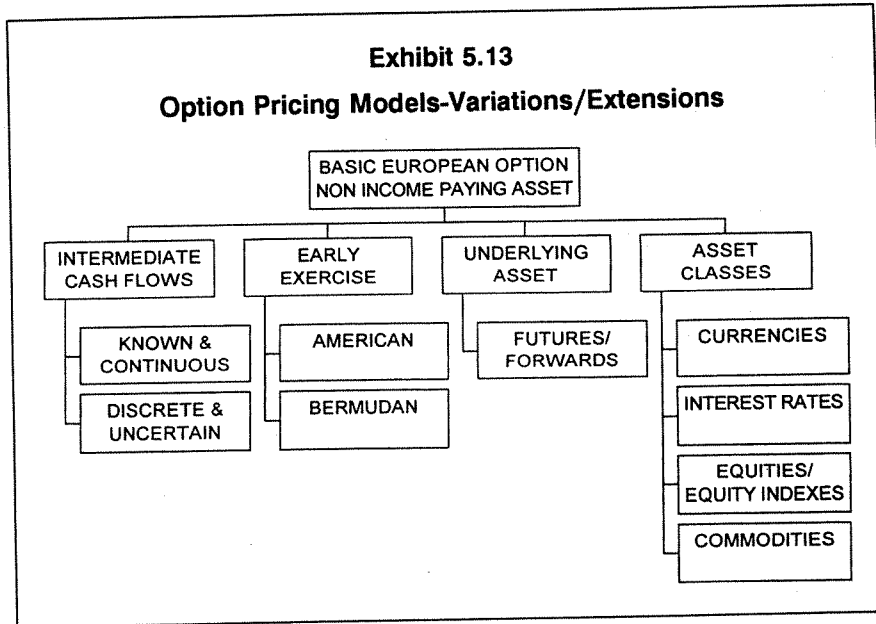 Exhibit 5.13
Option Pricing Models-Variations/Extensions
BASIC EUROPEAN OPTION
NON INCOME PAYING ASSET
INTERMEDIATE
CASH FLOWS
EARLY
EXERCISE
UNDERLYING
ASSET
ASSET
CLASSES
KNOWN &
CONTINUOUS
DISCRETE &
UNCERTAIN
AMERICAN
BERMUDAN
FUTURES/
FORWARDS
CURRENCIES
INTEREST RATES
EQUITIES/
EQUITY INDEXES
COMMODITIES